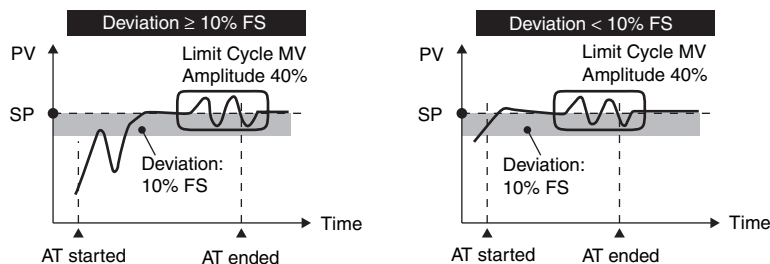 Deviation ≥ 10% FS
PV
Limit Cycle MV
Amplitude 40%
SP
Deviation:
10% FS
Time
AT started
AT ended
Deviation < 10% FS
PV
Limit Cycle MV
Amplitude 40%
SP
Deviation:
10% FS
Time
AT started
AT ended